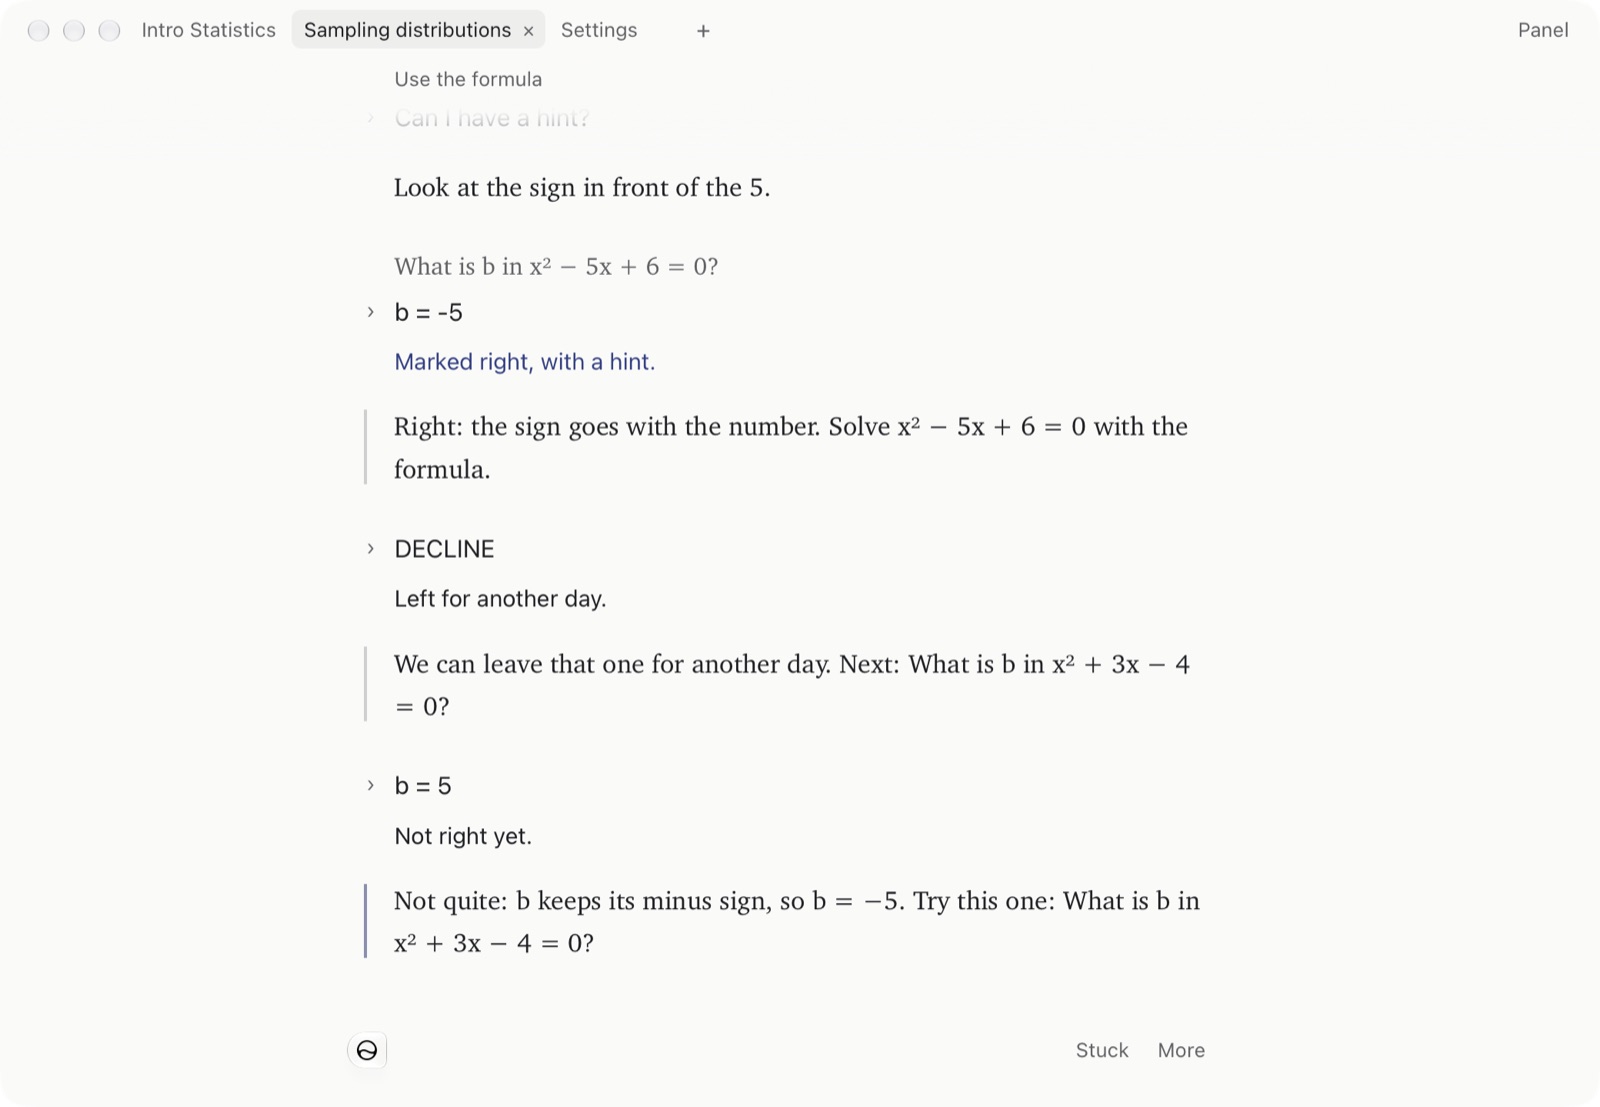 Intro Statistics
Sampling distributions ×
Settings
+
Panel
Use the formula
› Can I have a hint?
Look at the sign in front of the 5.
What is b in x² − 5x + 6 = 0?
› b = -5
Marked right, with a hint.
Right: the sign goes with the number. Solve x² − 5x + 6 = 0 with the
formula.
› DECLINE
Left for another day.
We can leave that one for another day. Next: What is b in x² + 3x − 4
= 0?
› b = 5
Not right yet.
Not quite: b keeps its minus sign, so b = −5. Try this one: What is b in
x² + 3x − 4 = 0?
Stuck
More